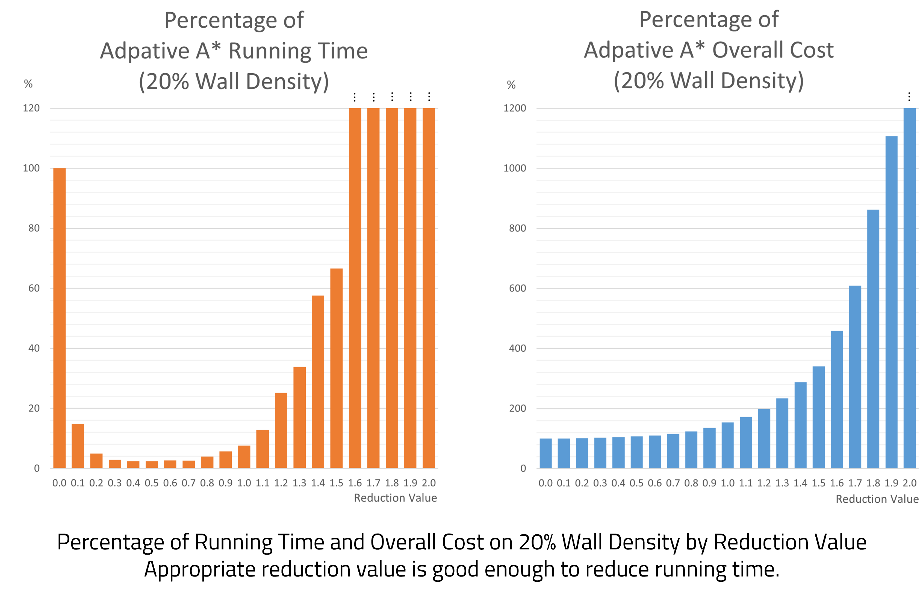 Percentage of
Adpative A* Running Time
(20% Wall Density)
%
120
100
80
60
40
20
0
0.0 0.1 0.2 0.3 0.4 0.5 0.6 0.7 0.8 0.9 1.0 1.1 1.2 1.3 1.4 1.5 1.6 1.7 1.8 1.9 2.0
Reduction Value
Percentage of
Adpative A* Overall Cost
(20% Wall Density)
%
1200
1000
800
600
400
200
0
0.0 0.1 0.2 0.3 0.4 0.5 0.6 0.7 0.8 0.9 1.0 1.1 1.2 1.3 1.4 1.5 1.6 1.7 1.8 1.9 2.0
Reduction Value
Percentage of Running Time and Overall Cost on 20% Wall Density by Reduction Value
Appropriate reduction value is good enough to reduce running time.